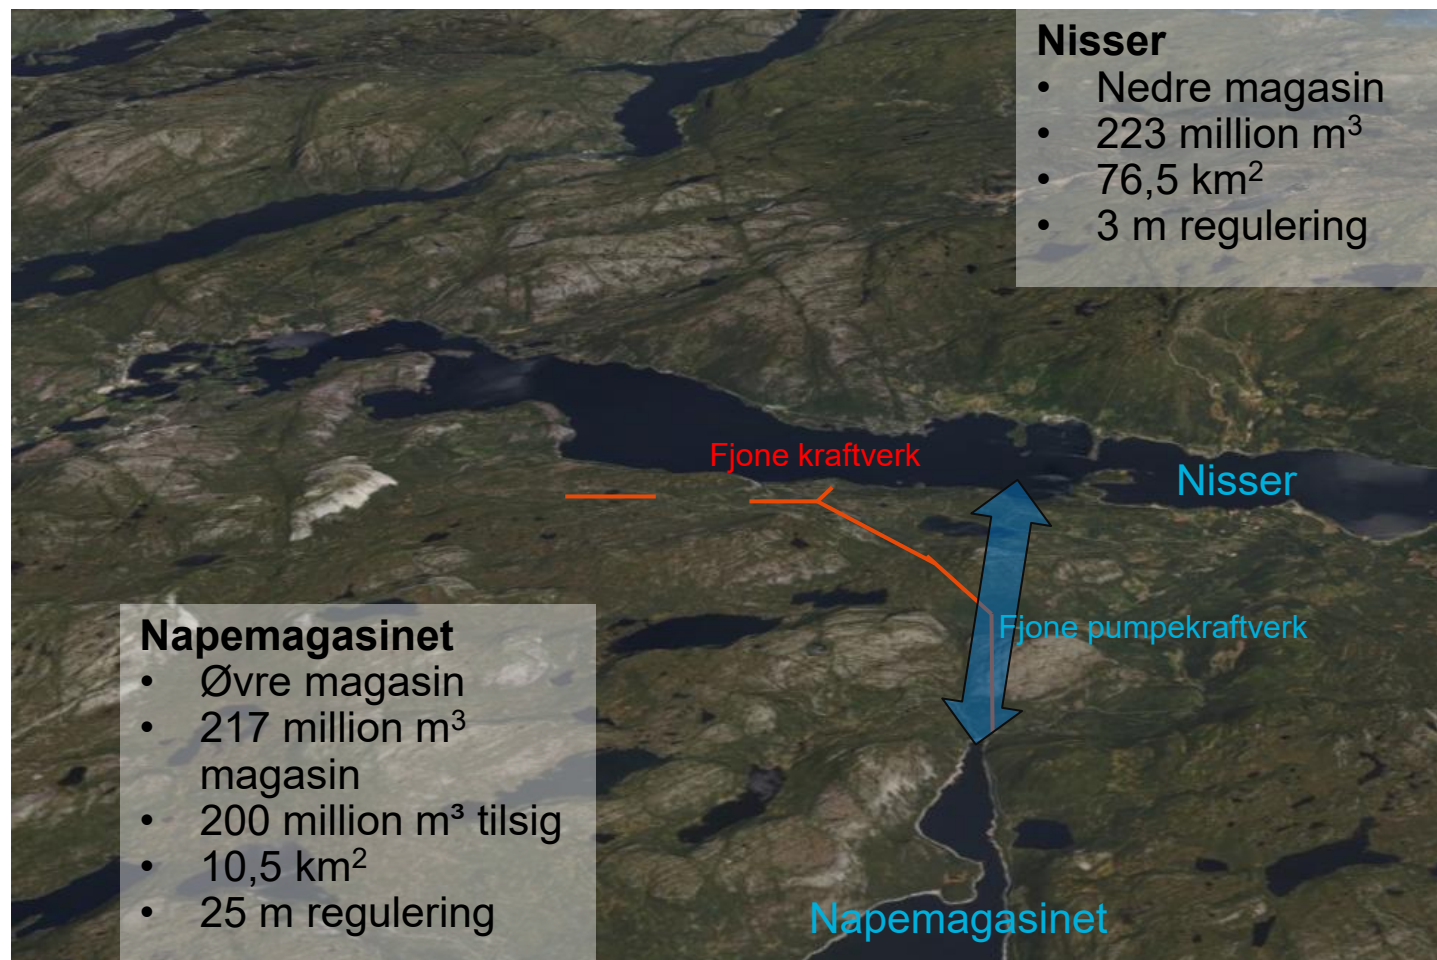 Nisser
• Nedre magasin
• 223 million m³
• 76,5 km²
• 3 m regulering
Fjone kraftverk
Nisser
Fjone pumpekraftverk
Napemagasinet
• Øvre magasin
• 217 million m³
magasin
• 200 million m³ tilsig
• 10,5 km²
• 25 m regulering
Napemagasinet